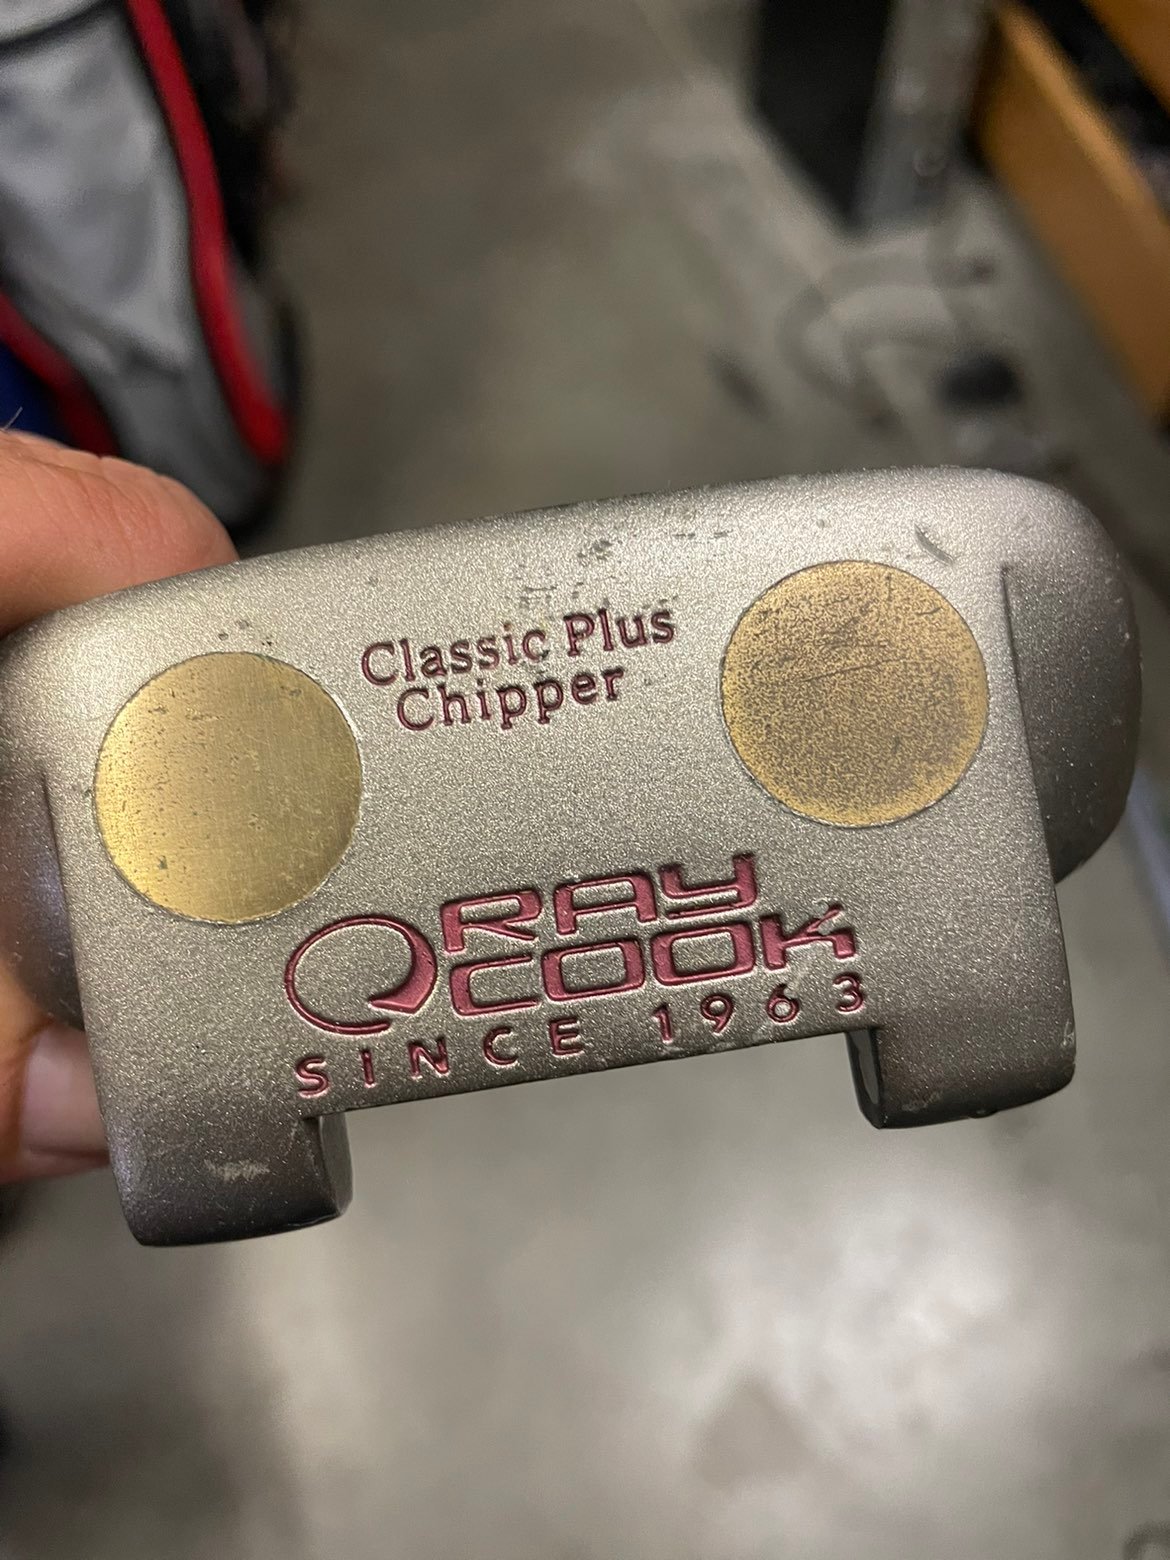 Classic Plus
Chipper
RAY
COOK
SINCE 1963